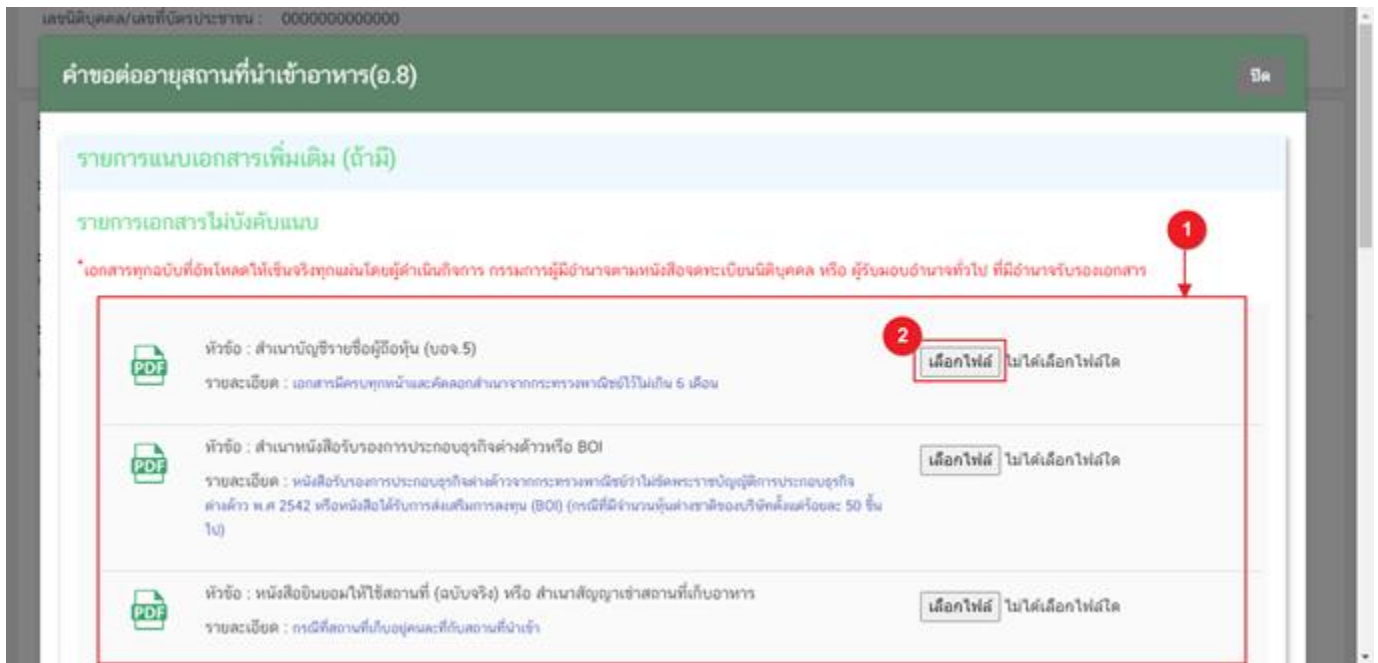 เลขนิติบุคคล/เลขที่บัตรประชาชน : 0000000000000
คำขอต่ออายุสถานที่นำเข้าอาหาร(อ.8)
ปิด
รายการแนบเอกสารเพิ่มเติม (ถ้ามี)
รายการเอกสารไม่บังคับแนบ
1
*เอกสารทุกฉบับที่อัพโหลดให้เซ็นจริงทุกแผ่นโดยผู้ดำเนินกิจการ กรรมการผู้มีอำนาจตามหนังสือจดทะเบียนนิติบุคคล หรือ ผู้รับมอบอำนาจทั่วไป ที่มีอำนาจรับรองเอกสาร
2
PDF
หัวข้อ : สำเนาบัญชีรายชื่อผู้ถือหุ้น (บอจ.5)
เลือกไฟล์ ไม่ได้เลือกไฟล์ใด
รายละเอียด : เอกสารมีครบทุกหน้าและคัดลอกสำเนาจากกระทรวงพาณิชย์ไว้ไม่เกิน 6 เดือน
PDF
หัวข้อ : สำเนาหนังสือรับรองการประกอบธุรกิจต่างด้าวหรือ BOI
เลือกไฟล์ ไม่ได้เลือกไฟล์ใด
รายละเอียด : หนังสือรับรองการประกอบธุรกิจต่างด้าวจากกระทรวงพาณิชย์ว่าไม่ขัดพระราชบัญญัติการประกอบธุรกิจ
ต่างด้าว พ.ศ 2542 หรือหนังสือได้รับการส่งเสริมการลงทุน (BOI) (กรณีที่มีจำนวนหุ้นต่างชาติของบริษัทตั้งแต่ร้อยละ 50 ขึ้น
ไป)
PDF
หัวข้อ : หนังสือยินยอมให้ใช้สถานที่ (ฉบับจริง) หรือ สำเนาสัญญาเช่าสถานที่เก็บอาหาร
เลือกไฟล์ ไม่ได้เลือกไฟล์ใด
รายละเอียด : กรณีที่สถานที่เก็บอยู่คนละที่กับสถานที่นำเข้า